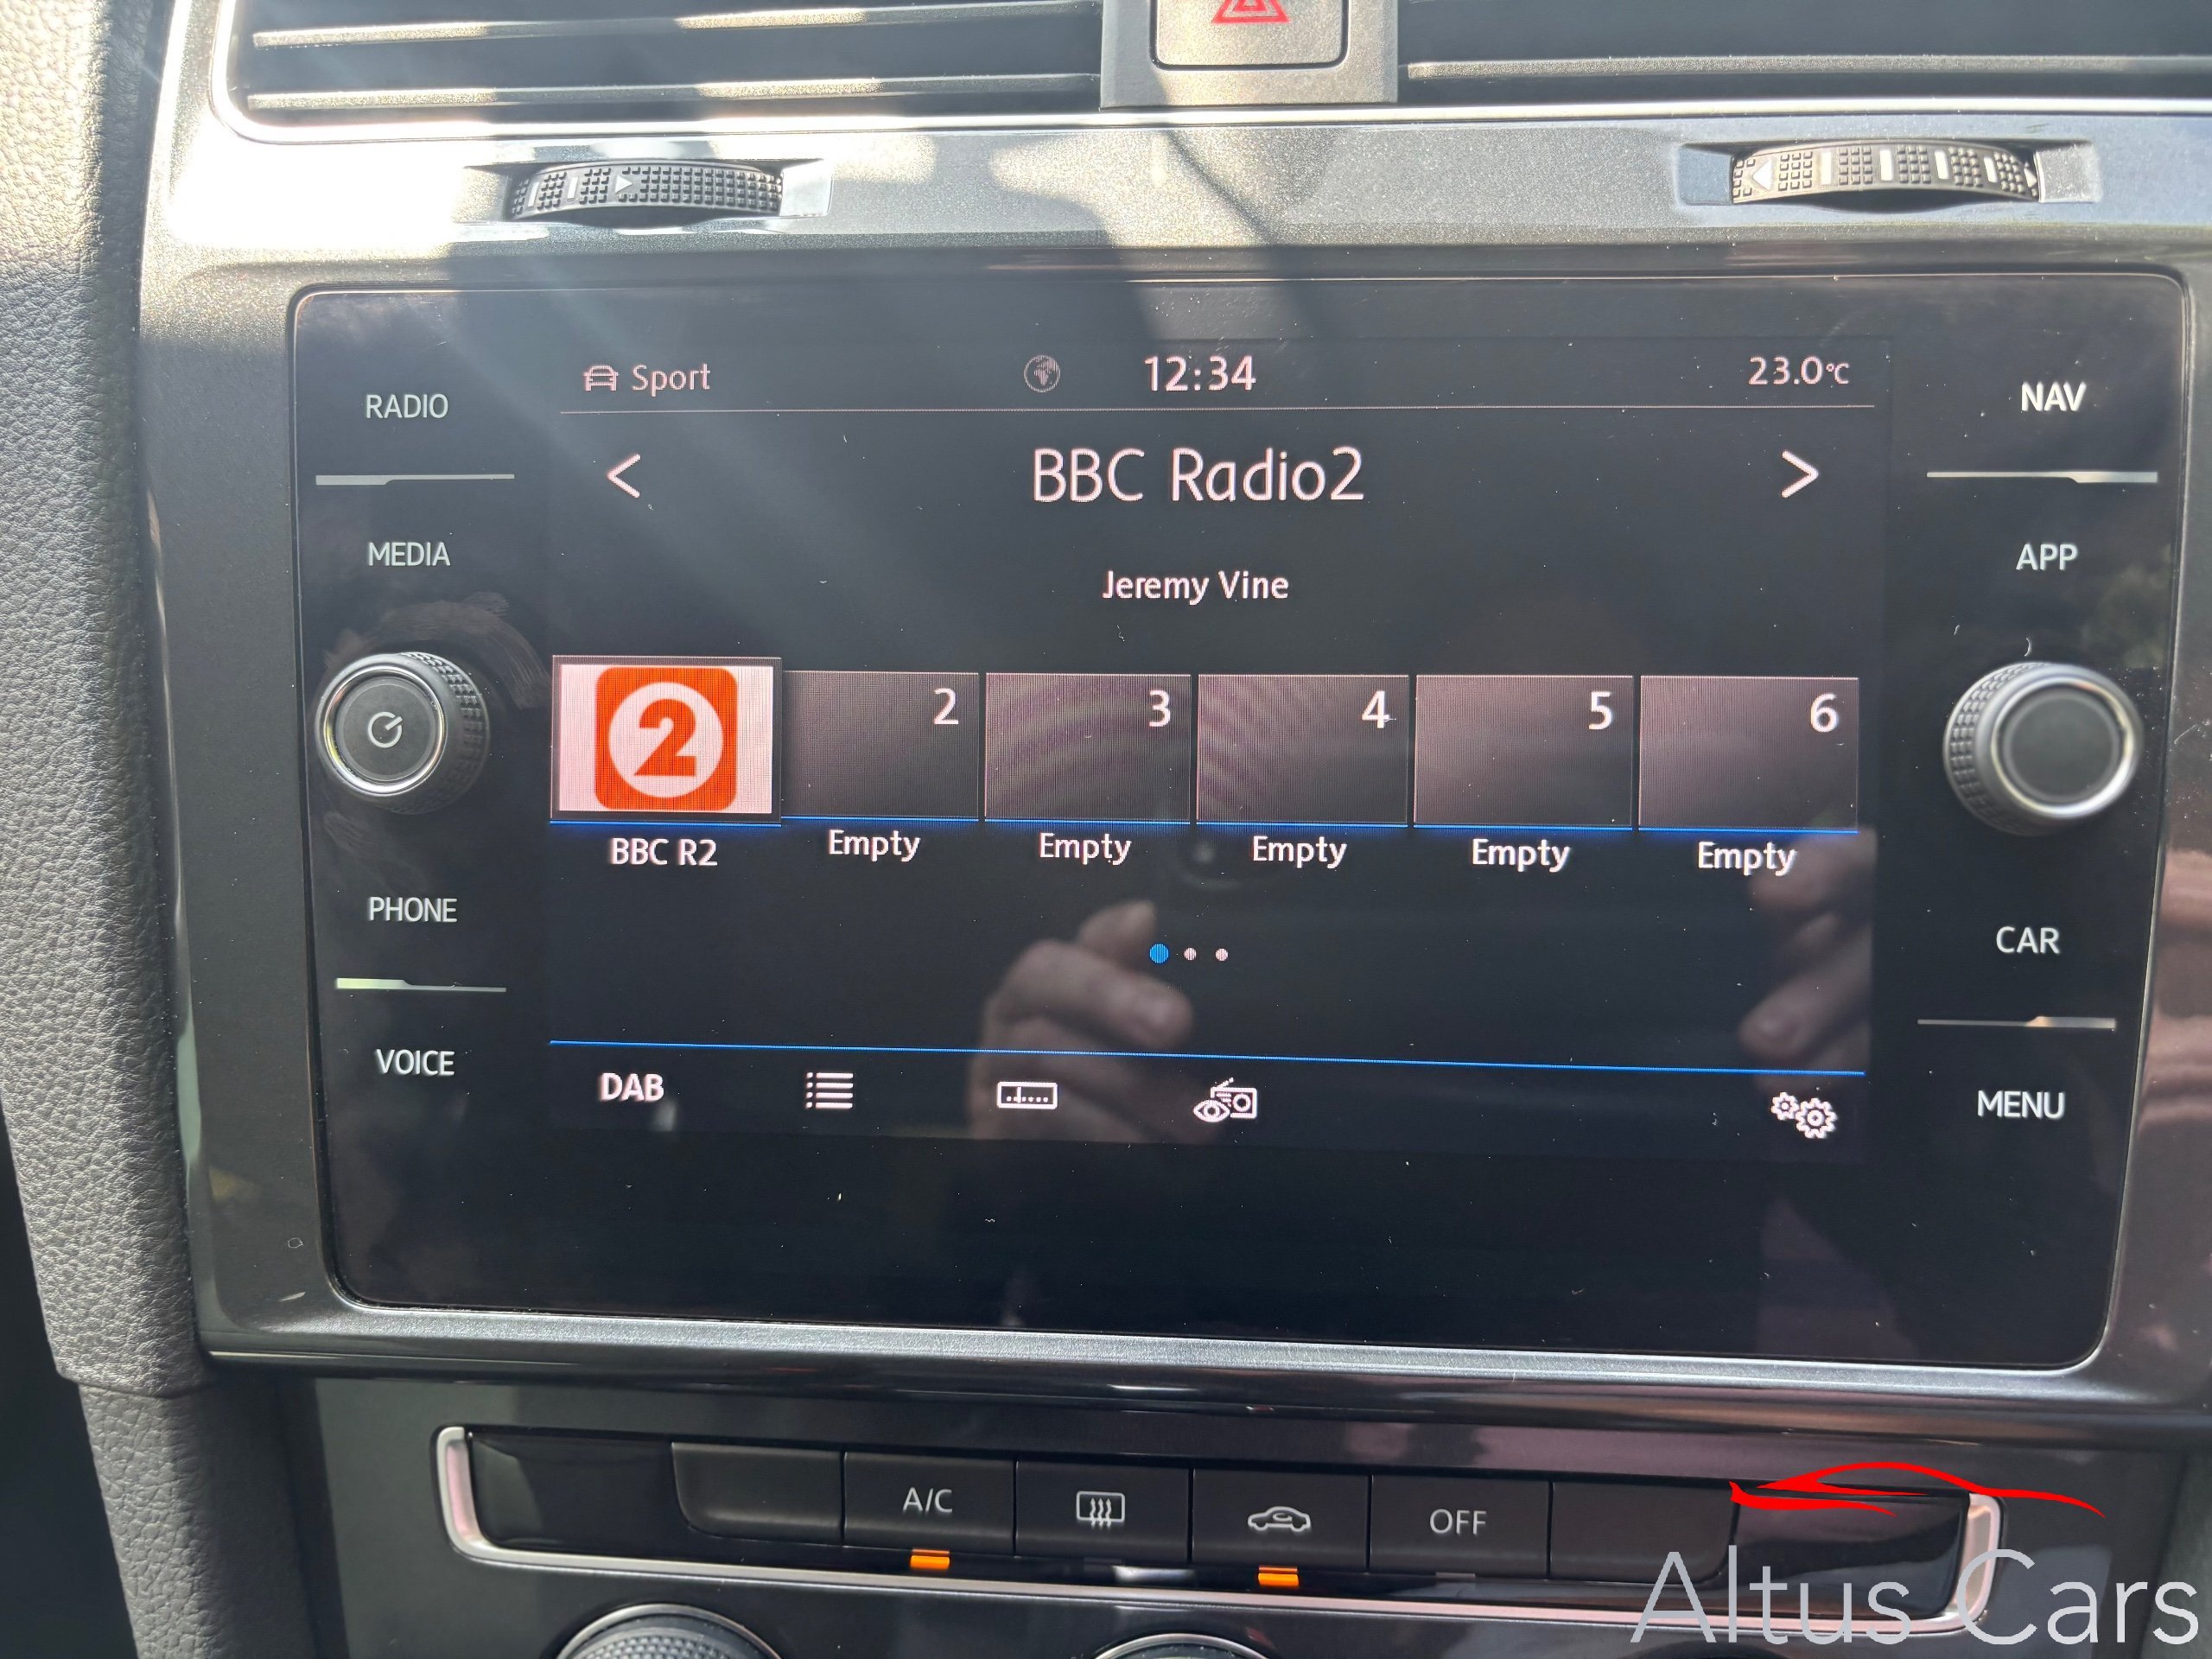 Sport 12:34 23.0°C
RADIO
NAV
BBC Radio2
MEDIA
APP
Jeremy Vine
2 2 3 4 5 6
BBC R2 Empty Empty Empty Empty Empty
PHONE
CAR
VOICE
DAB
MENU
A/C OFF
Altus Cars